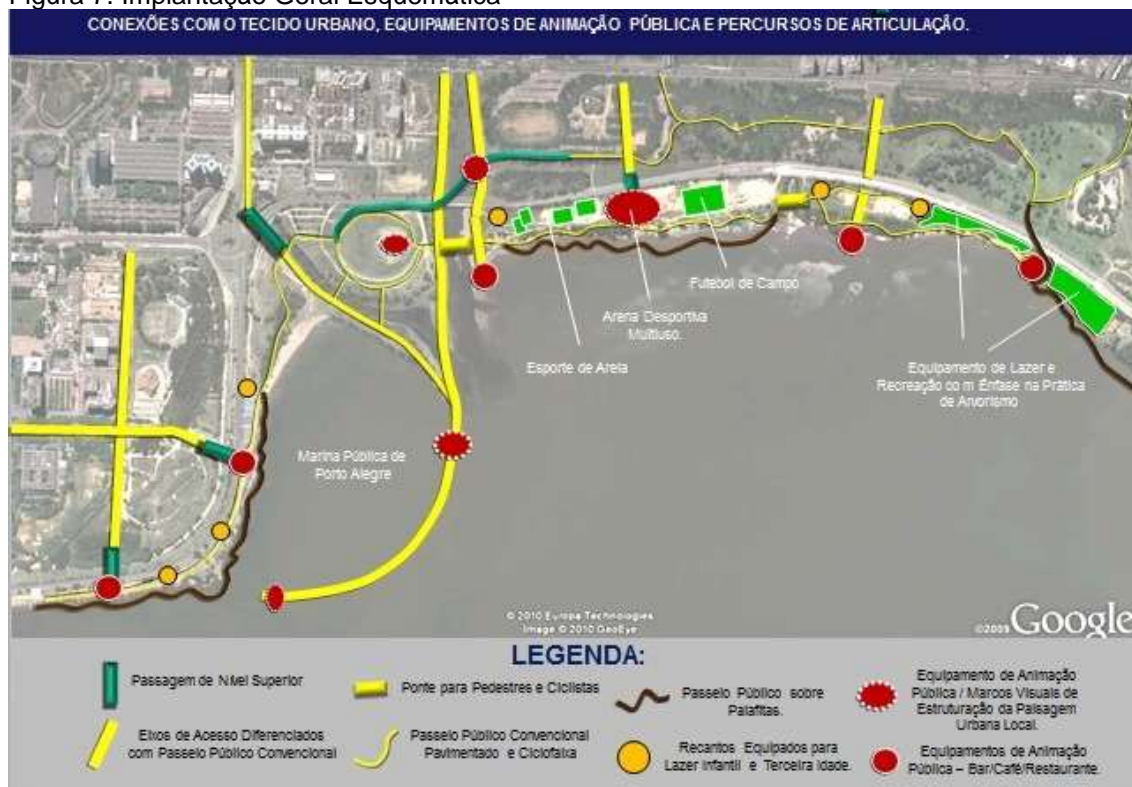 Figura 7: Implantação Geral Esquemática
CONEXÕES COM O TECIDO URBANO, EQUIPAMENTOS DE ANIMAÇÃO PÚBLICA E PERCURSOS DE ARTICULAÇÃO.
Futebol de Campo
Arena Desportiva
Multiuso.
Esporte de Areia
Equipamento de Lazer e
Recreação com Ênfase na Prática
de Arvorismo
Marina Pública de
Porto Alegre
© 2010 Europa Technologies
Image © 2010 GeoEye
©2009 Google
LEGENDA:
Passagem de Nível Superior
Ponte para Pedestres e Ciclistas
Passeio Público sobre
Palafitas.
Equipamento de Animação
Pública / Marcos Visuais de
Estruturação da Paisagem
Urbana Local.
Eixos de Acesso Diferenciados
com Passeio Público Convencional
Passeio Público Convencional
Pavimentado e Ciclofaixa
Recantos Equipados para
Lazer Infantil e Terceira Idade.
Equipamentos de Animação
Pública – Bar/Café/Restaurante.